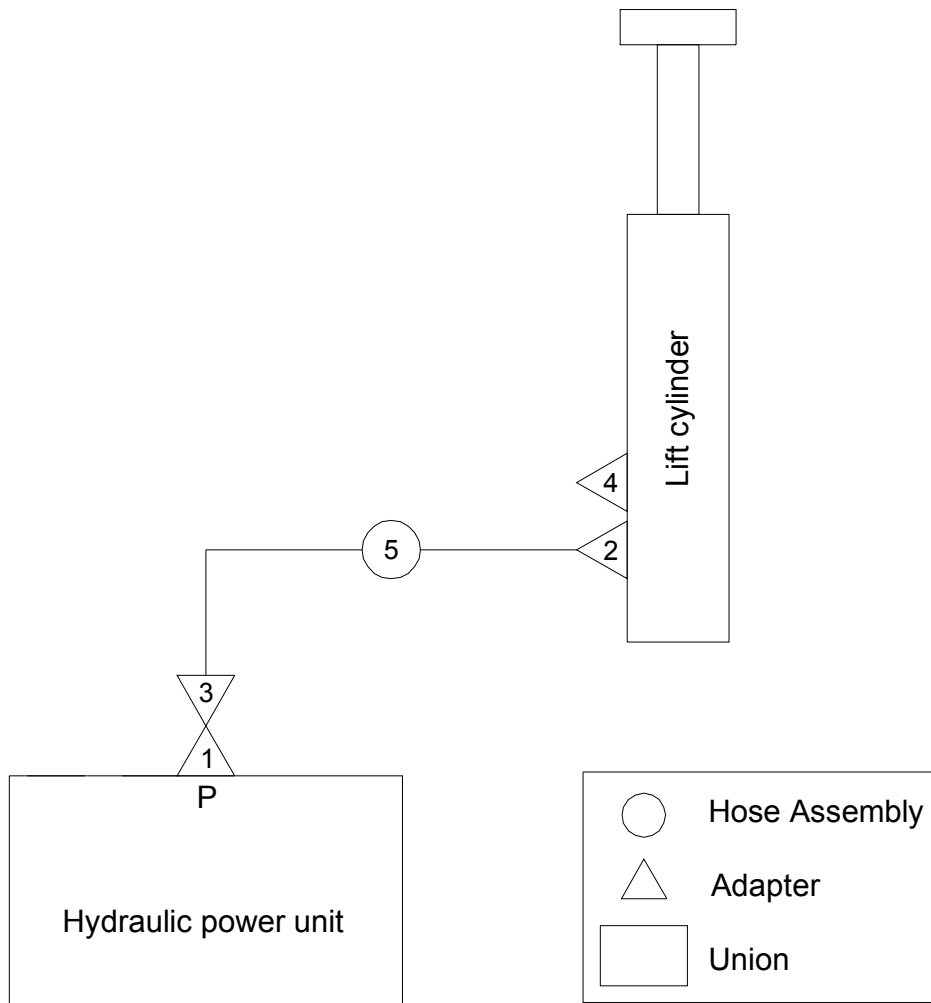 Lift cylinder
4
5
2
3
1
P
Hydraulic power unit
Hose Assembly
Adapter
Union